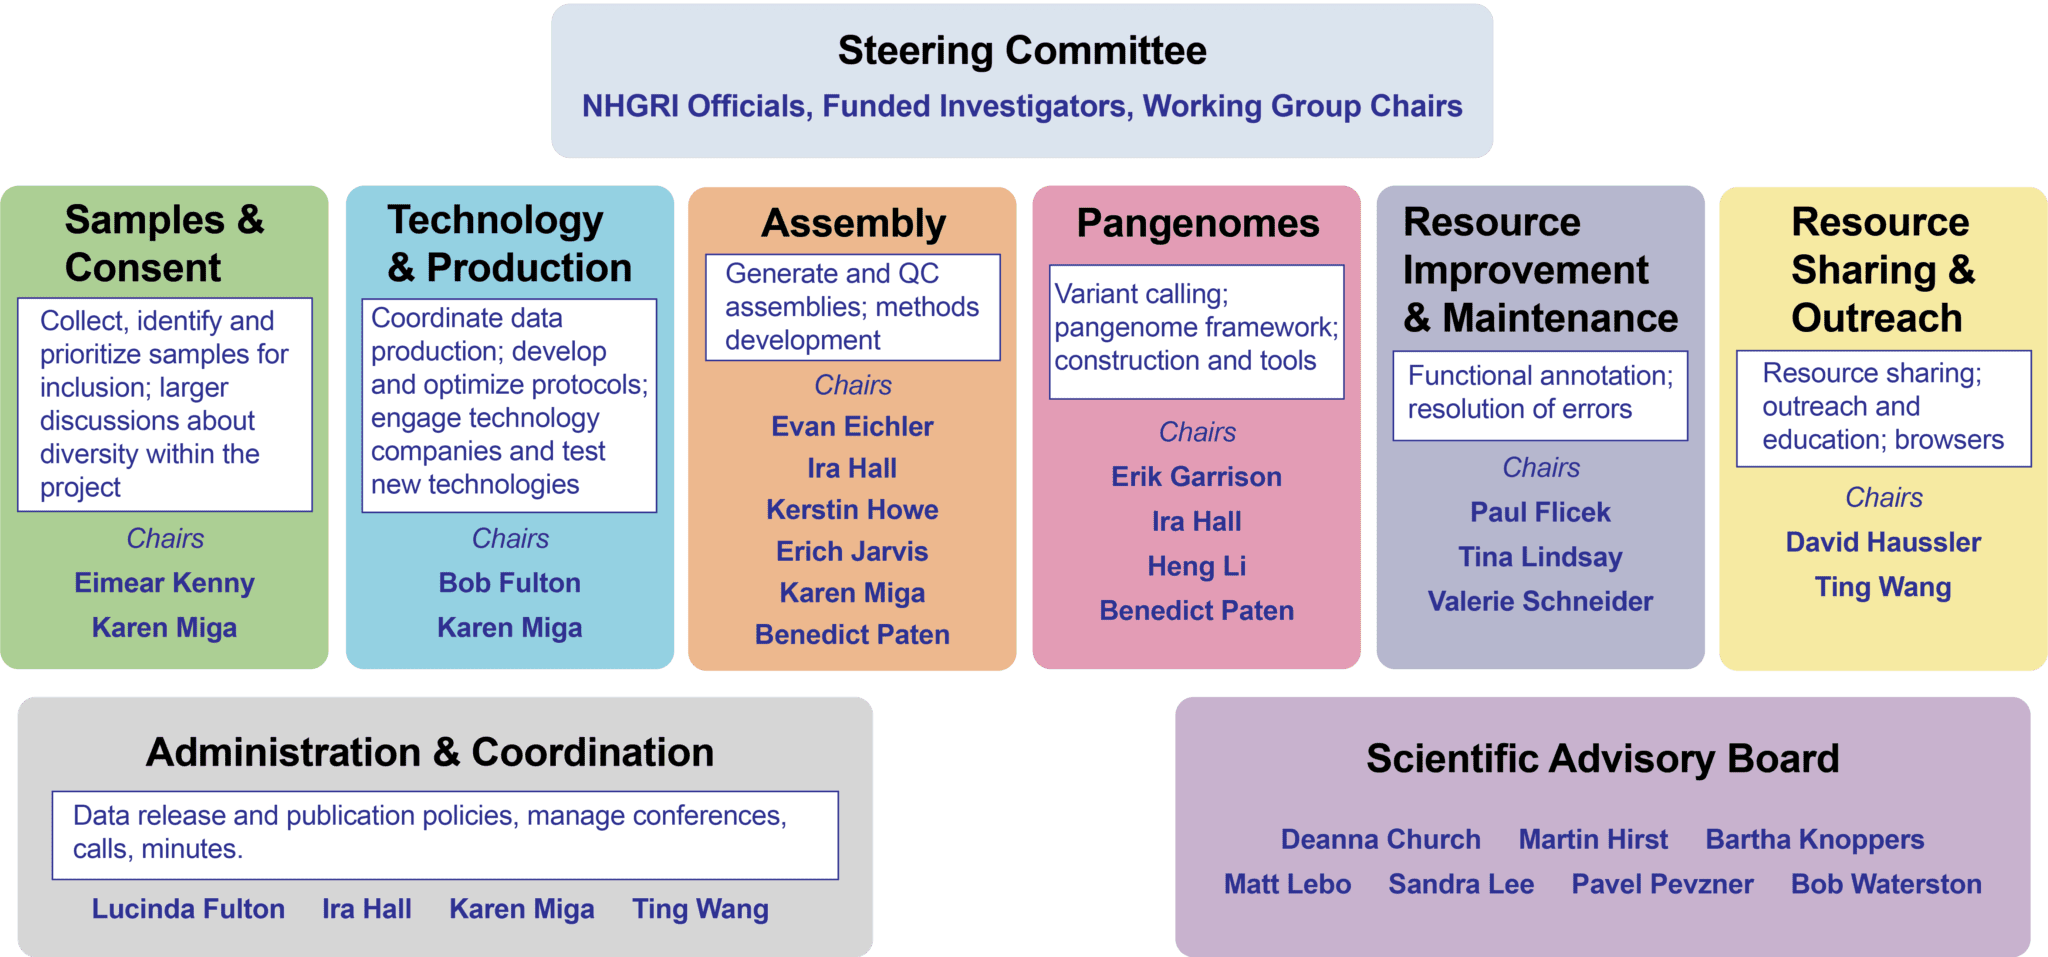 Steering Committee
NHGRI Officials, Funded Investigators, Working Group Chairs
Samples &
Consent
Collect, identify and
prioritize samples for
inclusion; larger
discussions about
diversity within the
project
Chairs
Eimear Kenny
Karen Miga
Technology
& Production
Coordinate data
production; develop
and optimize protocols;
engage technology
companies and test
new technologies
Chairs
Bob Fulton
Karen Miga
Assembly
Generate and QC
assemblies; methods
development
Chairs
Evan Eichler
Ira Hall
Kerstin Howe
Erich Jarvis
Karen Miga
Benedict Paten
Pangenomes
Variant calling;
pangenome framework;
construction and tools
Chairs
Erik Garrison
Ira Hall
Heng Li
Benedict Paten
Resource
Improvement
& Maintenance
Functional annotation;
resolution of errors
Chairs
Paul Flicek
Tina Lindsay
Valerie Schneider
Resource
Sharing &
Outreach
Resource sharing;
outreach and
education; browsers
Chairs
David Haussler
Ting Wang
Administration & Coordination
Data release and publication policies, manage conferences,
calls, minutes.
Lucinda Fulton Ira Hall Karen Miga Ting Wang
Scientific Advisory Board
Deanna Church Martin Hirst Bartha Knoppers
Matt Lebo Sandra Lee Pavel Pevzner Bob Waterston